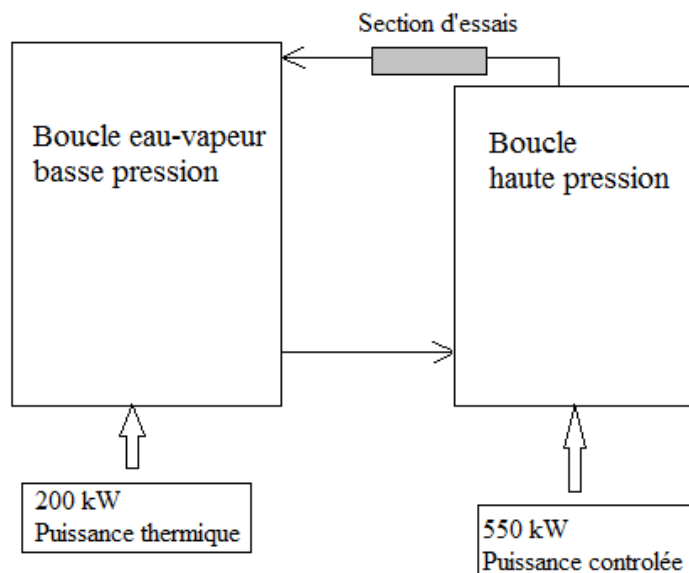 Section d'essais
Boucle eau-vapeur
basse pression
Boucle
haute pression
200 kW
Puissance thermique
550 kW
Puissance controlée